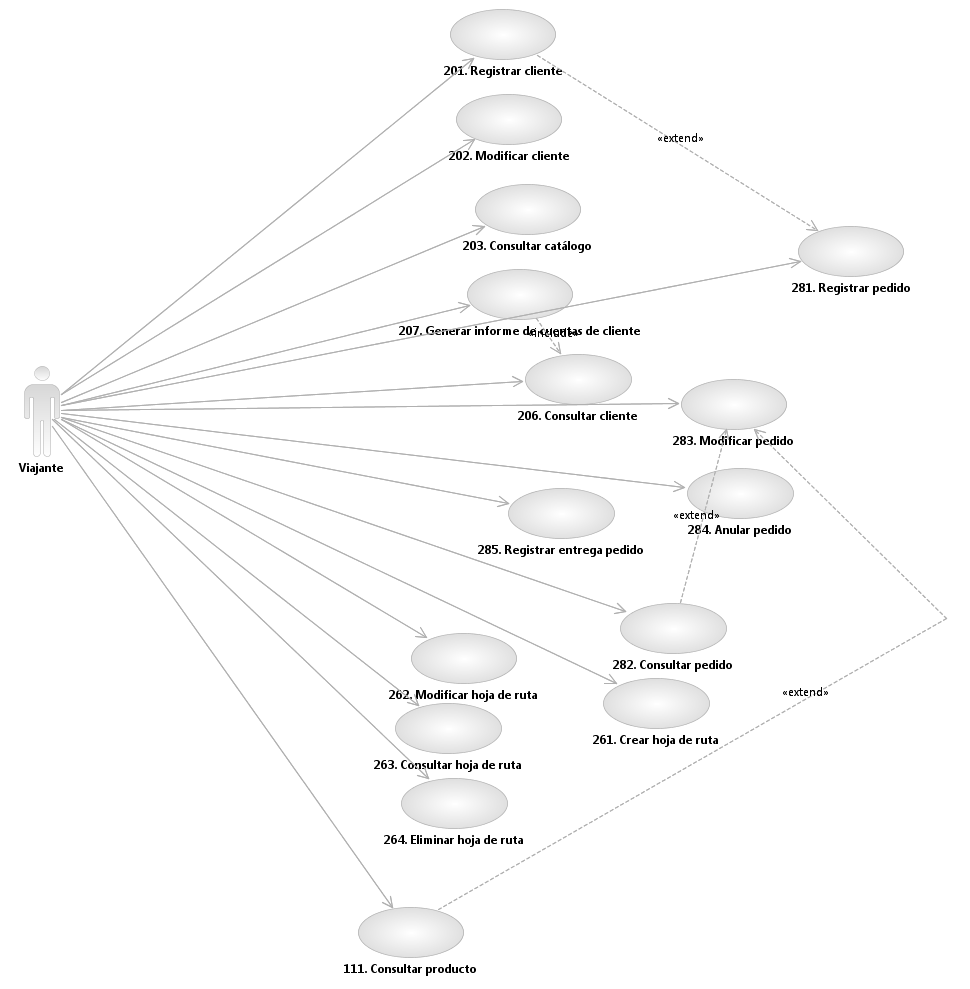 201. Registrar cliente
«extend»
202. Modificar cliente
203. Consultar catálogo
281. Registrar pedido
207. Generar informe de cuentas de cliente
«include»
206. Consultar cliente
283. Modificar pedido
Viajante
«extend»
284. Anular pedido
285. Registrar entrega pedido
282. Consultar pedido
262. Modificar hoja de ruta
«extend»
261. Crear hoja de ruta
263. Consultar hoja de ruta
264. Eliminar hoja de ruta
111. Consultar producto